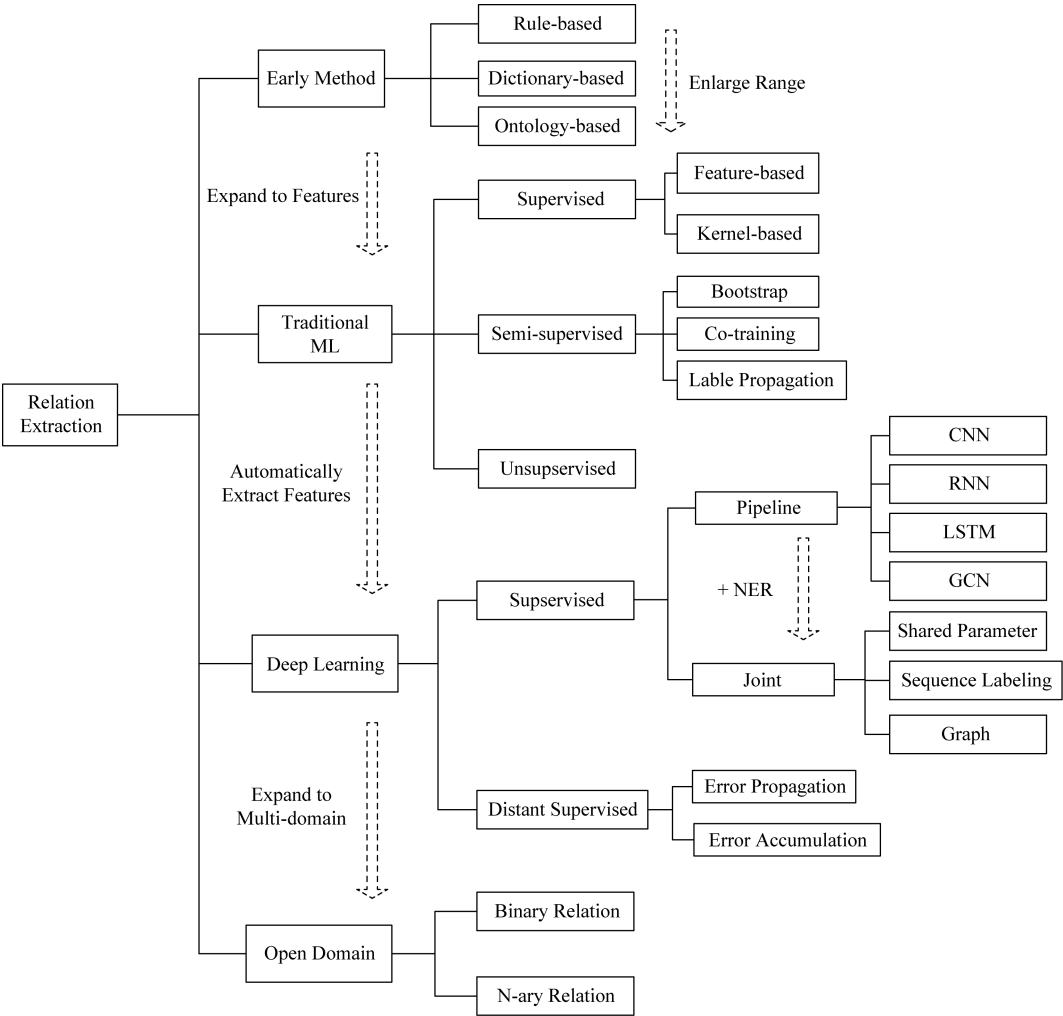 Rule-based
Early Method
Dictionary-based
Enlarge Range
Ontology-based
Expand to Features
Supervised
Feature-based
Kernel-based
Traditional
ML
Semi-supervised
Bootstrap
Co-training
Lable Propagation
Relation
Extraction
Unsupservised
Automatically
Extract Features
Pipeline
CNN
RNN
LSTM
GCN
+ NER
Supservised
Deep Learning
Joint
Shared Parameter
Sequence Labeling
Graph
Expand to
Multi-domain
Distant Supervised
Error Propagation
Error Accumulation
Open Domain
Binary Relation
N-ary Relation